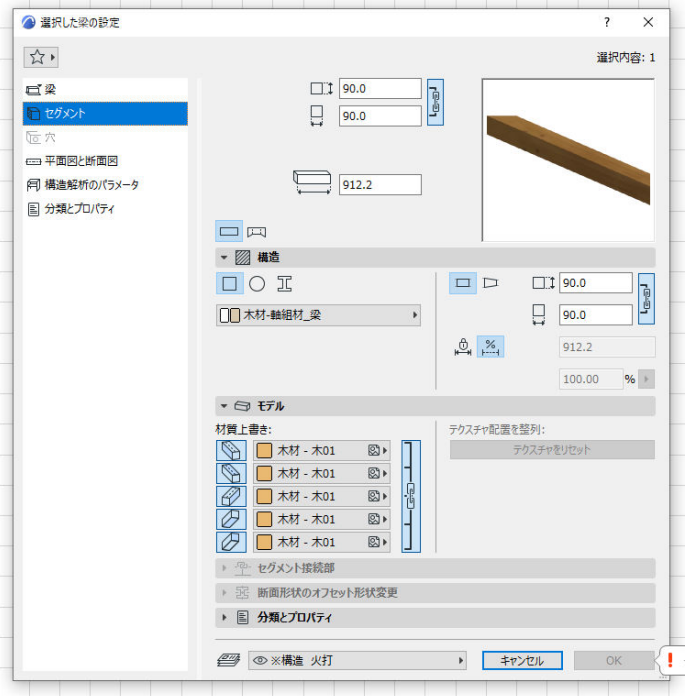 選択した梁の設定
?
×
選択内容: 1
梁
セグメント
穴
平面図と断面図
構造解析のパラメータ
分類とプロパティ
90.0
90.0
912.2
構造
木材-軸組材_梁
90.0
90.0
912.2
%
100.00 %
モデル
材質上書き:
木材 - 木01
木材 - 木01
木材 - 木01
木材 - 木01
木材 - 木01
テクスチャ配置を整列:
テクスチャをリセット
セグメント接続部
断面形状のオフセット形状変更
分類とプロパティ
※構造 火打
キャンセル
OK
!